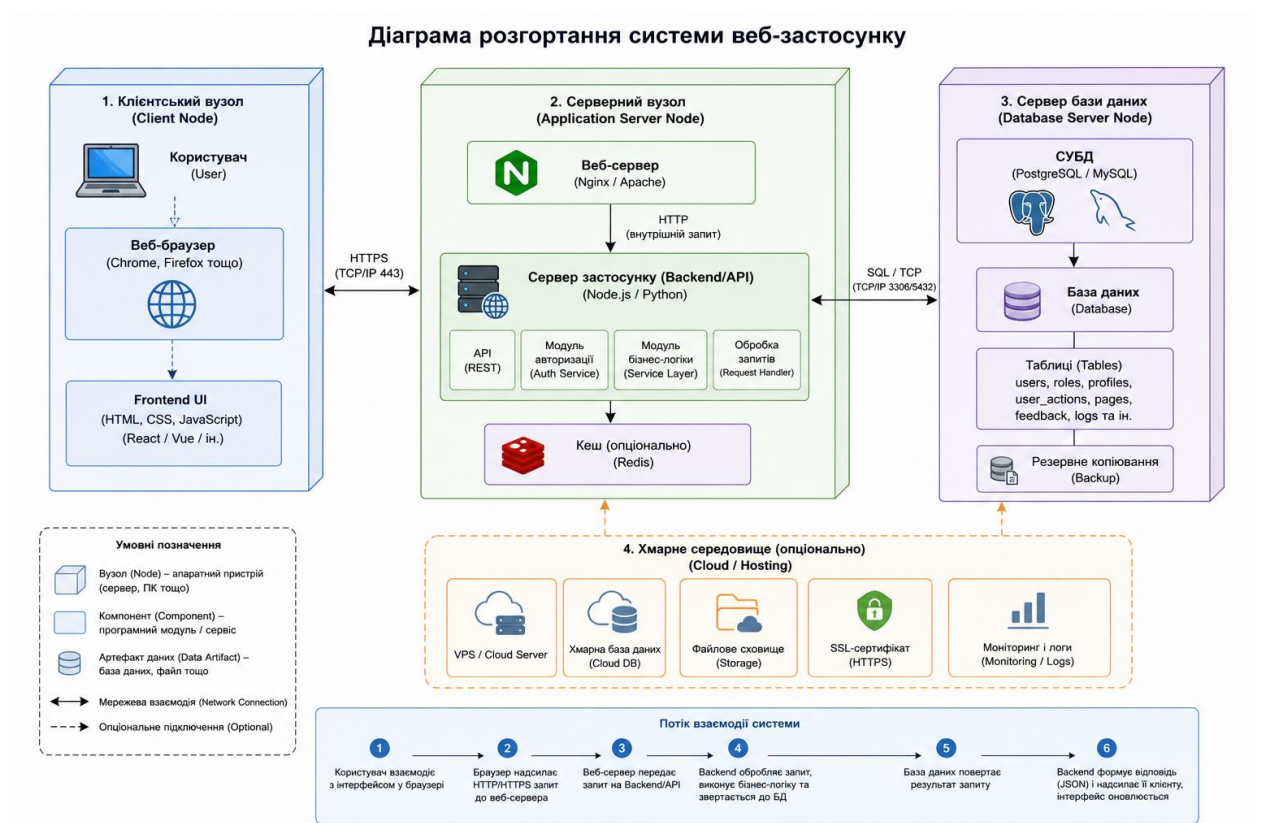 Діаграма розгортання системи веб-застосунку
1. Клієнтський вузол
(Client Node)
Користувач
(User)
Веб-браузер
(Chrome, Firefox тощо)
Frontend UI
(HTML, CSS, JavaScript)
(React / Vue / ін.)
HTTPS
(TCP/IP 443)
2. Серверний вузол
(Application Server Node)
N
Веб-сервер
(Nginx / Apache)
HTTP
(внутрішній запит)
Сервер застосунку (Backend/API)
(Node.js / Python)
API
(REST)
Модуль
авторизації
(Auth Service)
Модуль
бізнес-логіки
(Service Layer)
Обробка
запитів
(Request Handler)
Кеш (опціонально)
(Redis)
SQL / TCP
(TCP/IP 3306/5432)
3. Сервер бази даних
(Database Server Node)
СУБД
(PostgreSQL / MySQL)
База даних
(Database)
Таблиці (Tables)
users, roles, profiles,
user_actions, pages,
feedback, logs та ін.
Резервне копіювання
(Backup)
Умовні позначення
Вузол (Node) – апаратний пристрій
(сервер, ПК тощо)
Компонент (Component) –
програмний модуль / сервіс
Артефакт даних (Data Artifact) –
база даних, файл тощо
Мережева взаємодія (Network Connection)
Опціональне підключення (Optional)
4. Хмарне середовище (опціонально)
(Cloud / Hosting)
VPS / Cloud Server
Хмарна база даних
(Cloud DB)
Файлове сховище
(Storage)
SSL-сертифікат
(HTTPS)
Моніторинг і логи
(Monitoring / Logs)
Потік взаємодії системи
1
Користувач взаємодіє
з інтерфейсом у браузері
2
Браузер надсилає
HTTP/HTTPS запит
до веб-сервера
3
Веб-сервер передає
запит на Backend/API
4
Backend обробляє запит,
виконує бізнес-логіку та
звертається до БД
5
База даних повертає
результат запиту
6
Backend формує відповідь
(JSON) і надсилає її клієнту,
інтерфейс оновлюється